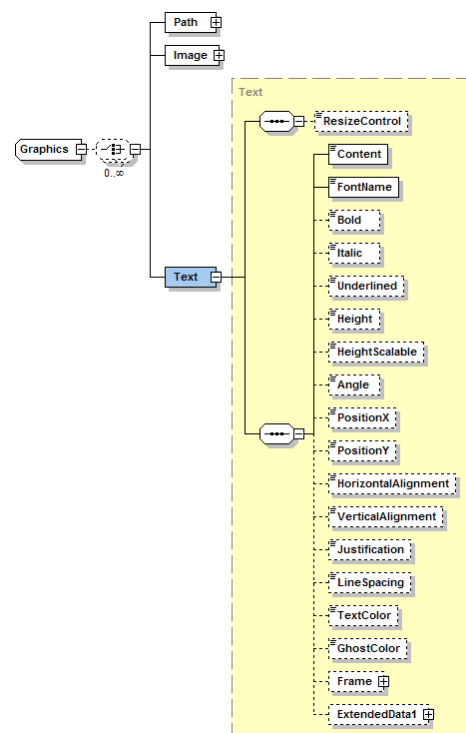 Path
Image
Text
ResizeControl
Graphics
0..∞
Content
FontName
Bold
Italic
Underlined
Text
Height
HeightScalable
Angle
PositionX
PositionY
HorizontalAlignment
VerticalAlignment
Justification
LineSpacing
TextColor
GhostColor
Frame
ExtendedData1